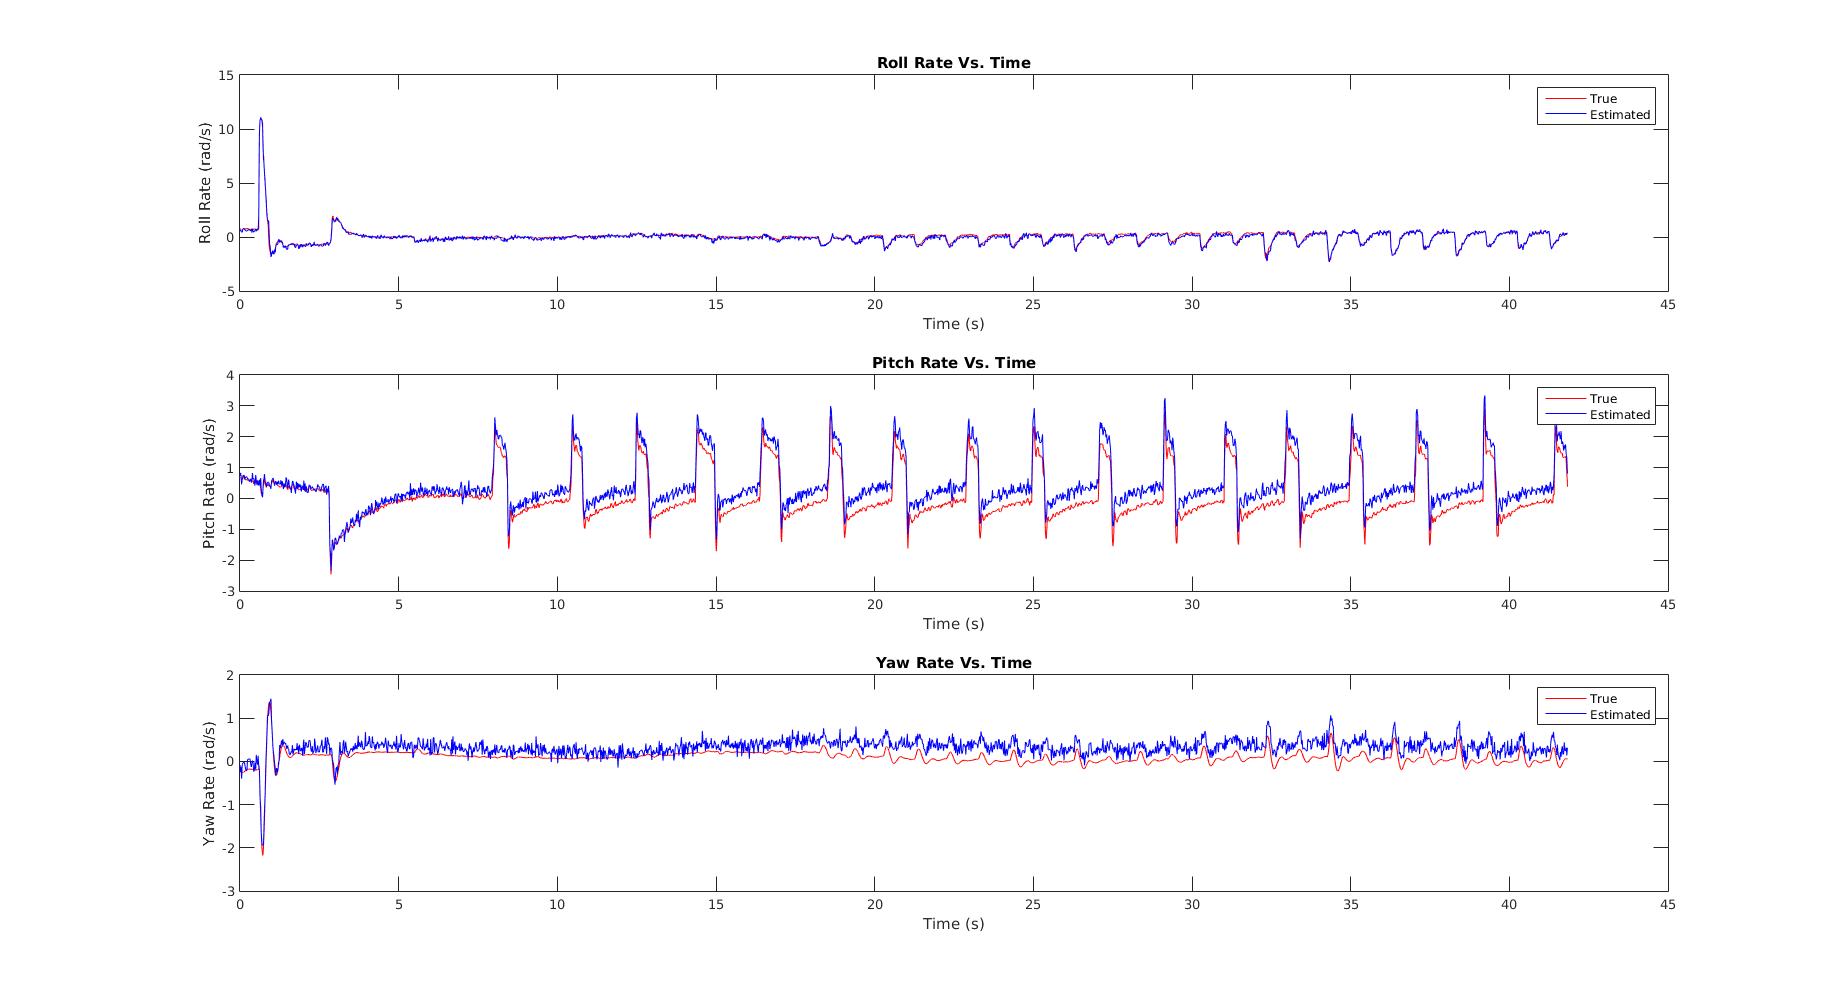 Roll Rate Vs. Time
15
10
5
0
-5
Roll Rate (rad/s)
True
Estimated
0 5 10 15 20 25 30 35 40 45
Time (s)
Pitch Rate Vs. Time
4
3
2
1
0
-1
-2
-3
Pitch Rate (rad/s)
True
Estimated
0 5 10 15 20 25 30 35 40 45
Time (s)
Yaw Rate Vs. Time
2
1
0
-1
-2
-3
Yaw Rate (rad/s)
True
Estimated
0 5 10 15 20 25 30 35 40 45
Time (s)